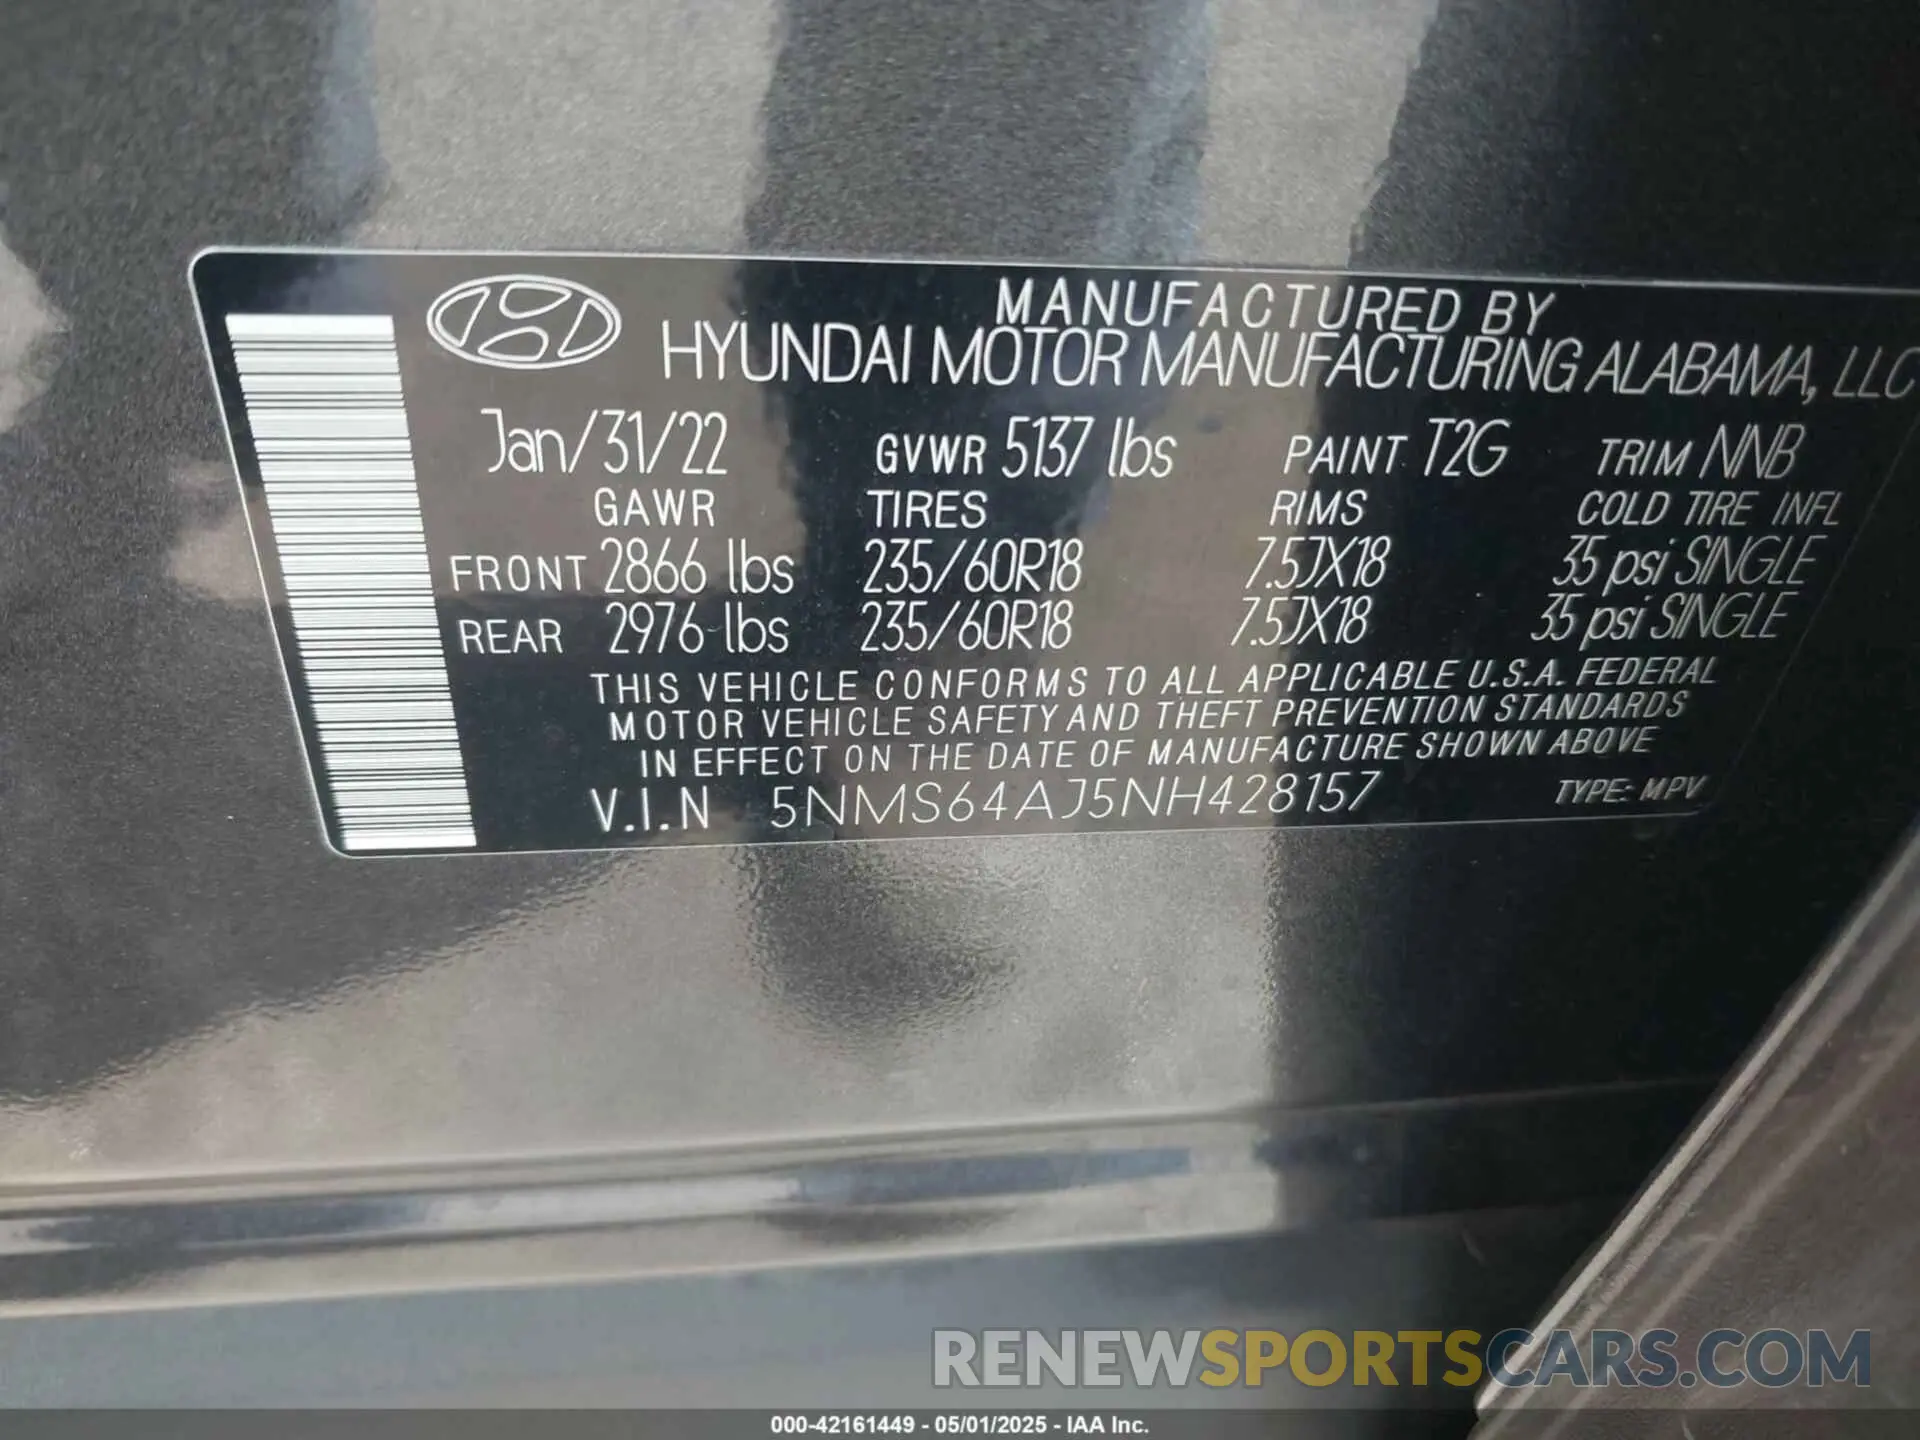 MANUFACTURED BY
HYUNDAI MOTOR MANUFACTURING ALABAMA, LLC
Jan/31/22 GVWR 5137 lbs PAINT T2G TRIM NNB
GAWR TIRES RIMS COLD TIRE INFL
FRONT 2866 lbs 235/60R18 7.5JX18 35 psi SINGLE
REAR 2976 lbs 235/60R18 7.5JX18 35 psi SINGLE
THIS VEHICLE CONFORMS TO ALL APPLICABLE U.S.A. FEDERAL
MOTOR VEHICLE SAFETY AND THEFT PREVENTION STANDARDS
IN EFFECT ON THE DATE OF MANUFACTURE SHOWN ABOVE
V.I.N 5NMS64AJ5NH428157 TYPE: MPV
RENEWSPORTSCARS.COM
000-42161449 - 05/01/2025 - IAA Inc.